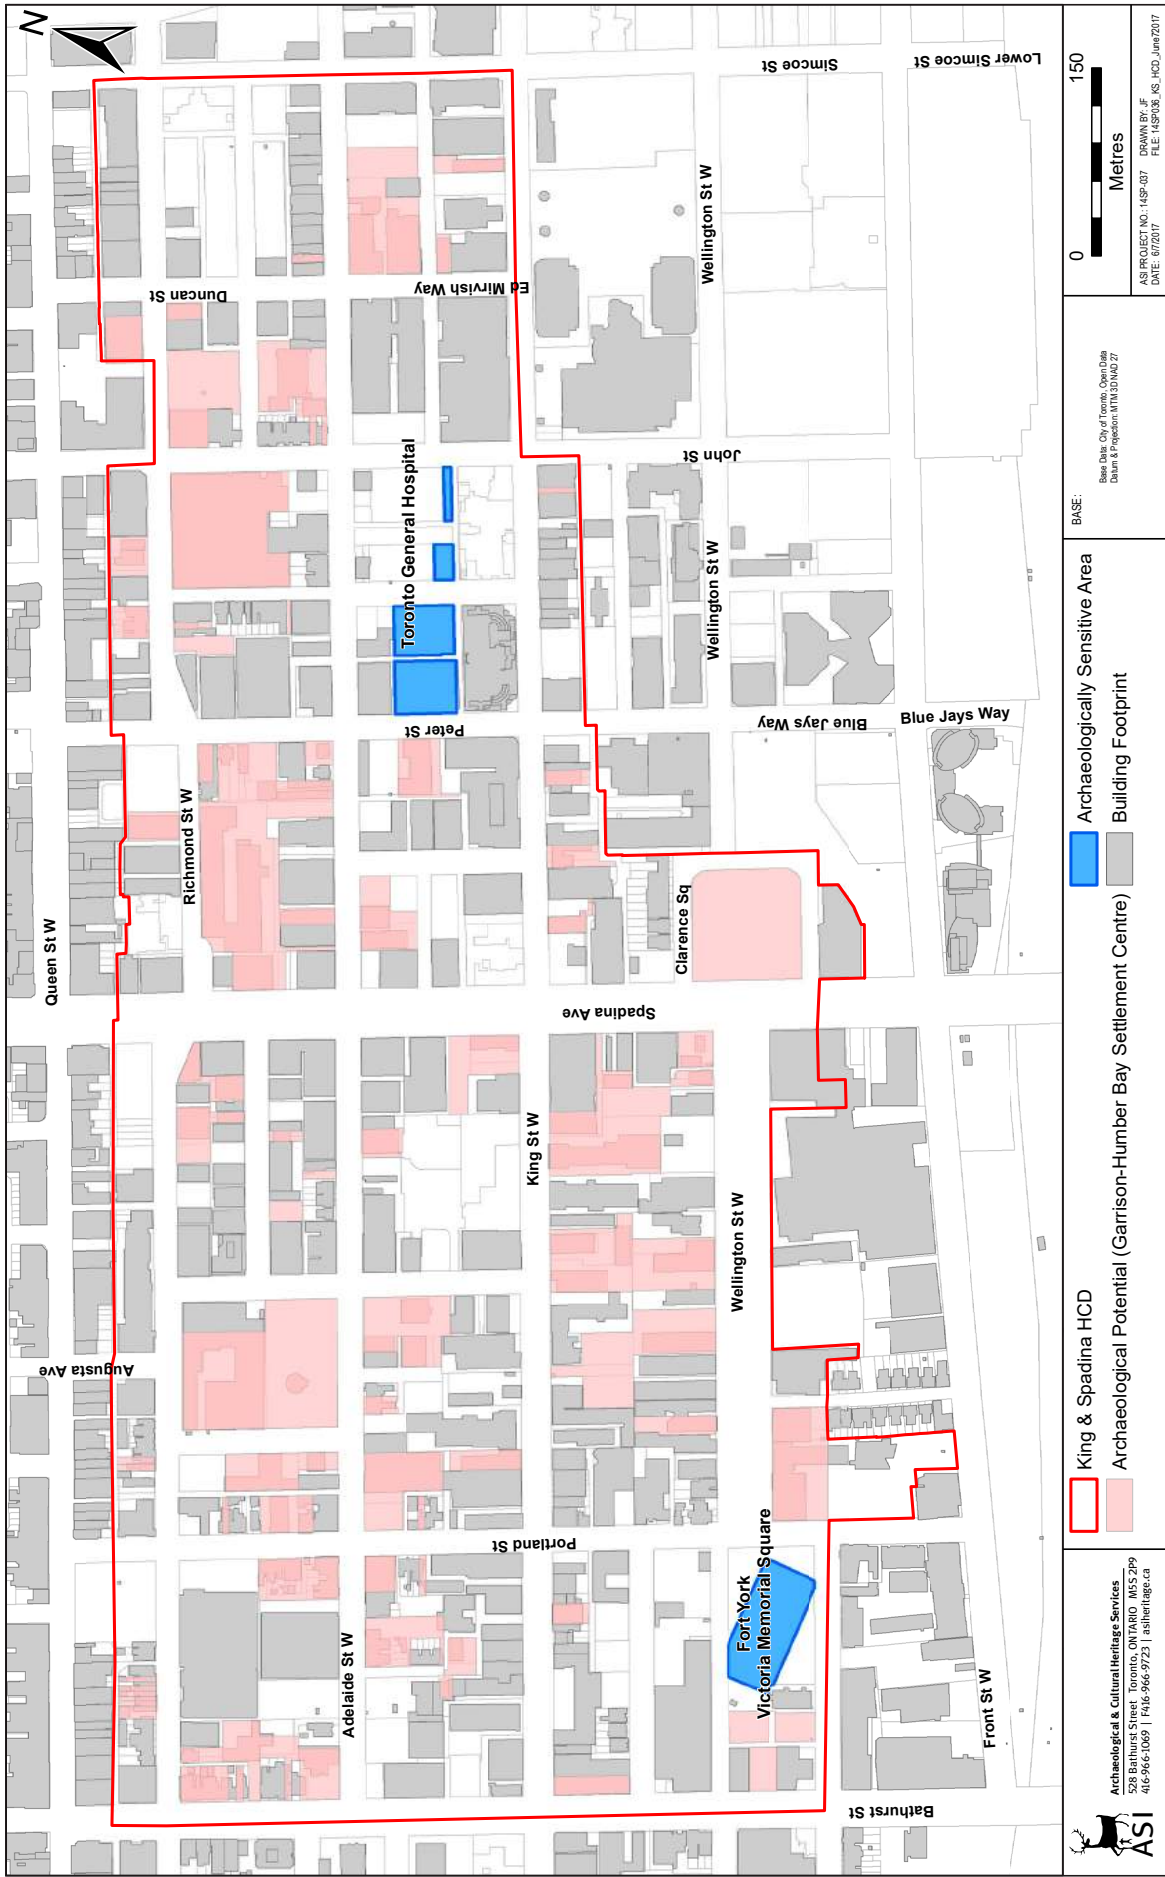 N
Queen St W
Richmond St W
Adelaide St W
King St W
Wellington St W
Wellington St W
Wellington St W
Front St W
Clarence Sq
Bathurst St
Portland St
Augusta Ave
Spadina Ave
Peter St
Blue Jays Way
Blue Jays Way
John St
Duncan St
Ed Mirvish Way
Simcoe St
Lower Simcoe St
Toronto General Hospital
Fort York
Victoria Memorial Square
ASI
Archaeological & Cultural Heritage Services
528 Bathurst Street Toronto, ONTARIO M5S 2P9
416-966-1069 | F416-966-9723 | asiheritage.ca
King & Spadina HCD
Archaeological Potential (Garrison-Humber Bay Settlement Centre)
Archaeologically Sensitive Area
Building Footprint
BASE:
Base Data: City of Toronto, Open Data
Datum & Projection: MTM 3D NAD 27
0 150
Metres
ASI PROJECT NO.: 14SP-037 DRAWN BY: JF
DATE: 6/7/2017 FILE: 14SP036_KS_HCD_June72017